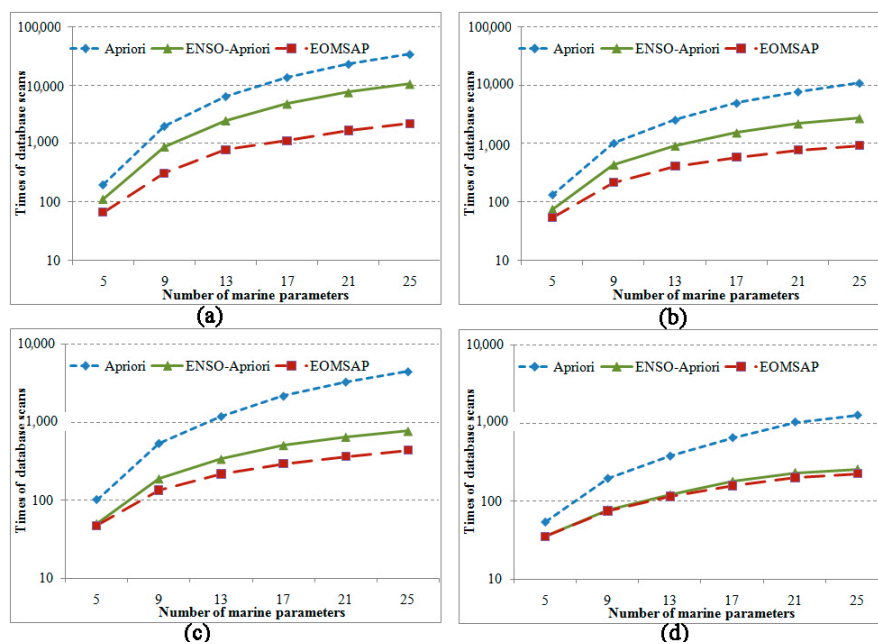 100,000
10,000
1,000
100
10
Times of database scans
Apriori ENSO-Apriori EOMSAP
5 9 13 17 21 25
Number of marine parameters
(a)
100,000
10,000
1,000
100
10
Times of database scans
Apriori ENSO-Apriori EOMSAP
5 9 13 17 21 25
Number of marine parameters
(b)
10,000
1,000
100
10
Times of database scans
Apriori ENSO-Apriori EOMSAP
5 9 13 17 21 25
Number of marine parameters
(c)
10,000
1,000
100
10
Times of database scans
Apriori ENSO-Apriori EOMSAP
5 9 13 17 21 25
Number of marine parameters
(d)